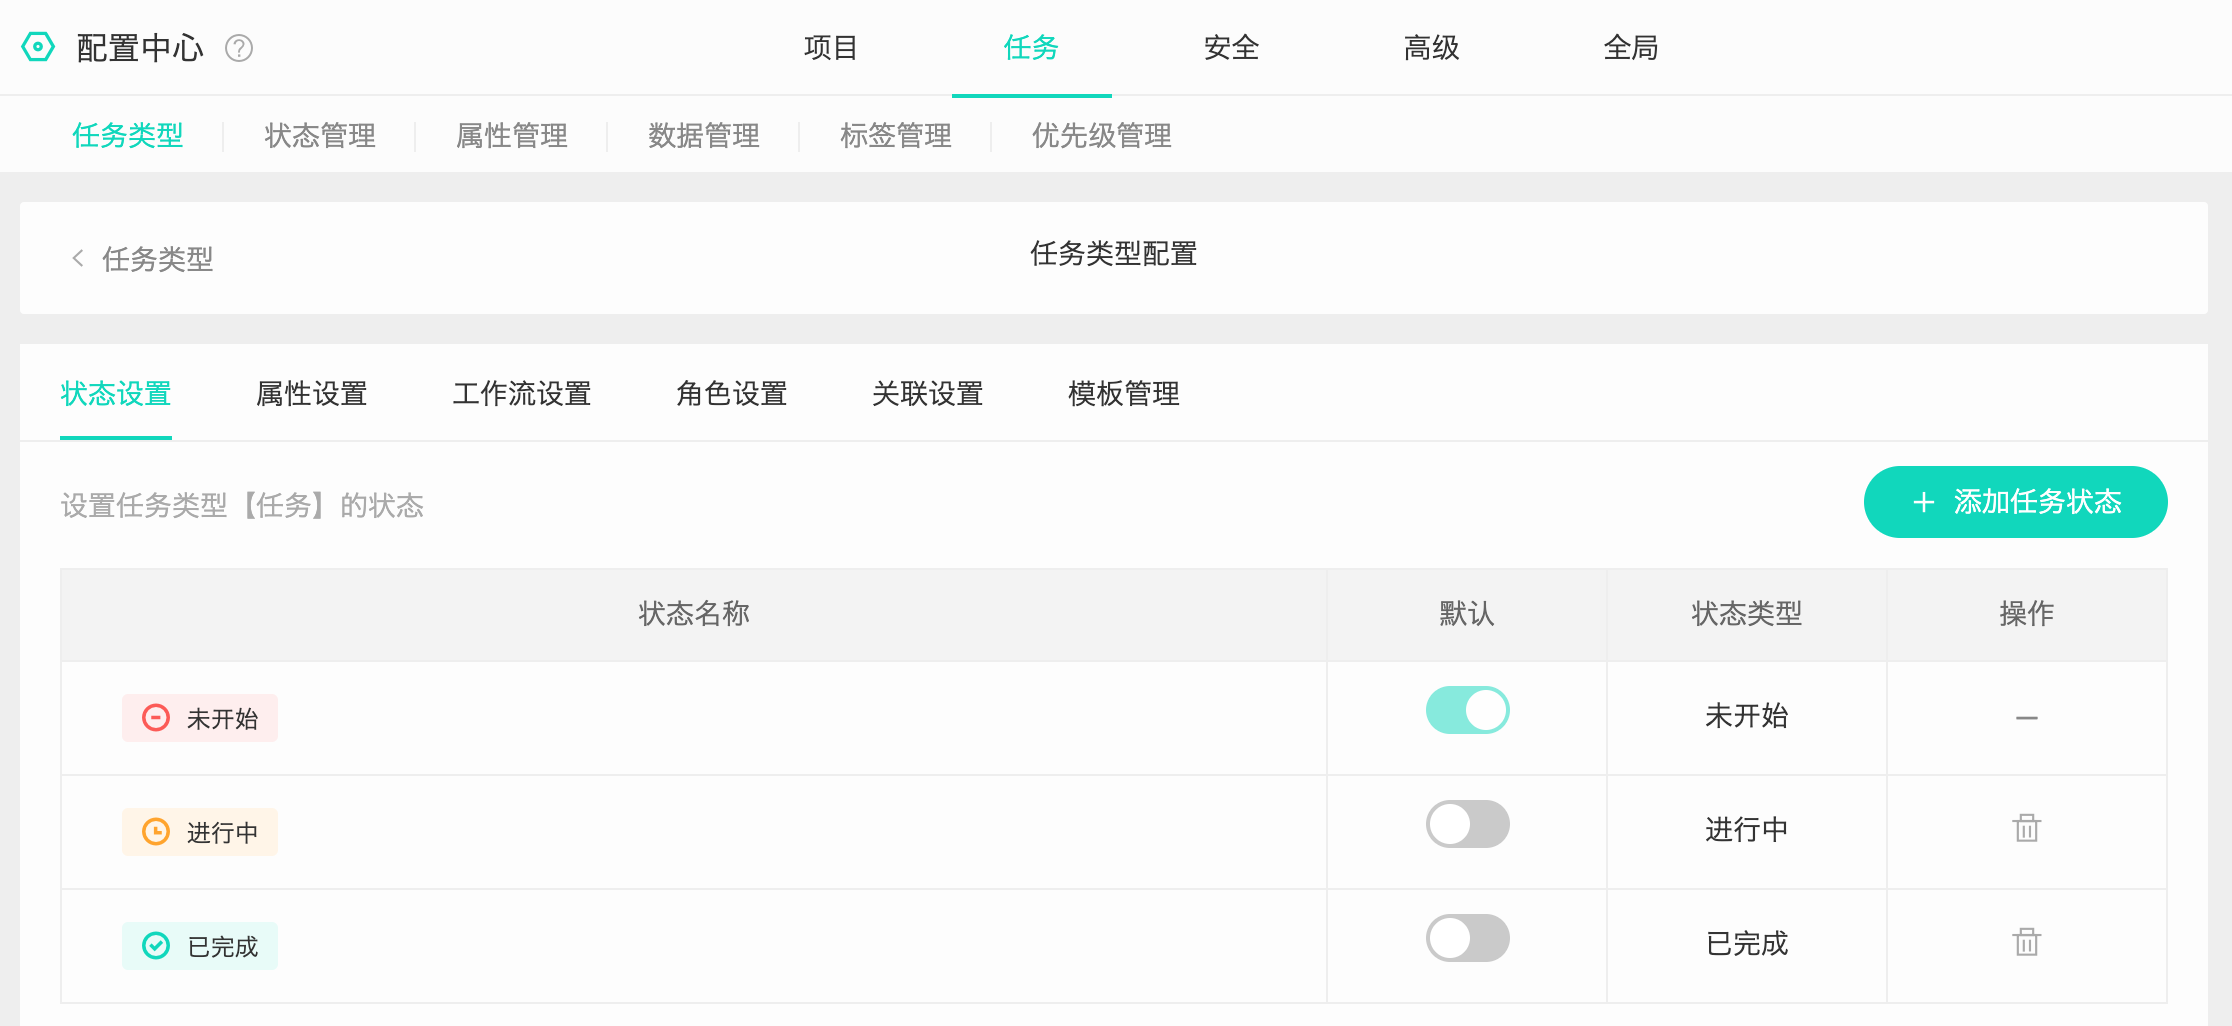 配置中心 ?
项目 任务 安全 高级 全局
任务类型 状态管理 属性管理 数据管理 标签管理 优先级管理
< 任务类型
任务类型配置
状态设置 属性设置 工作流设置 角色设置 关联设置 模板管理
设置任务类型【任务】的状态
+ 添加任务状态
状态名称 默认 状态类型 操作
未开始 未开始 –
进行中 进行中
已完成 已完成